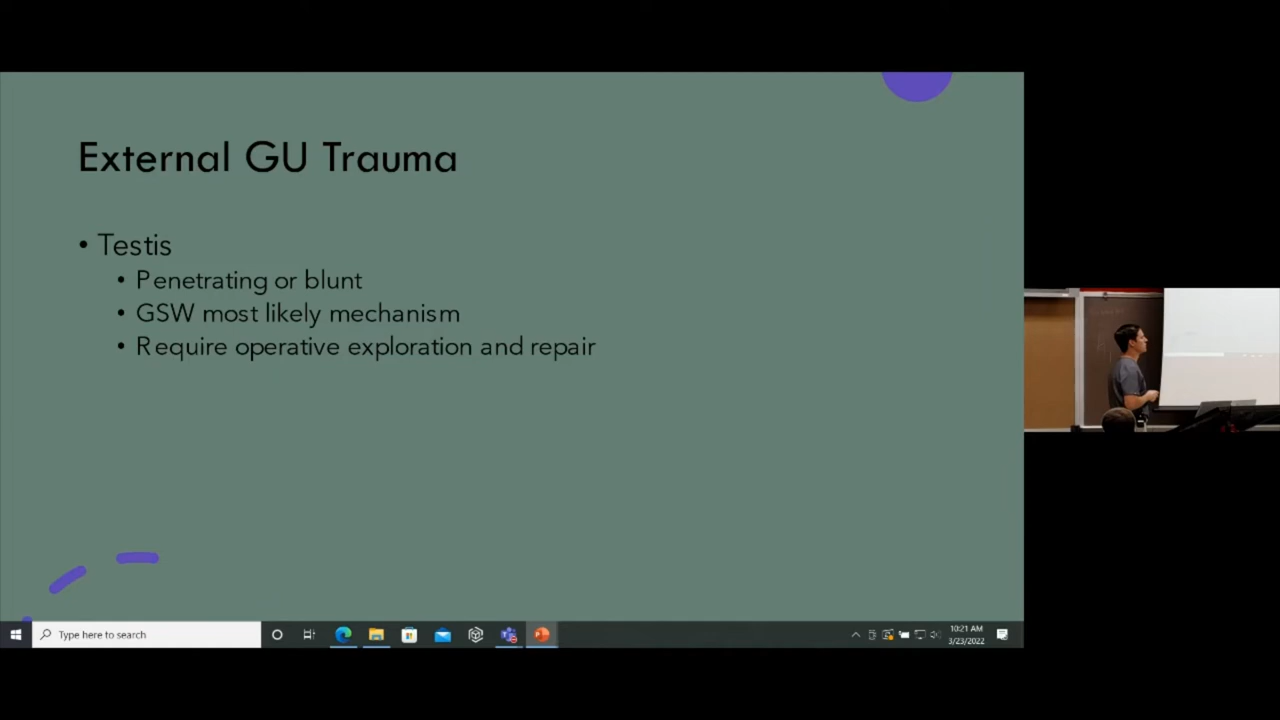 External GU Trauma
• Testis
• Penetrating or blunt
• GSW most likely mechanism
• Require operative exploration and repair
Type here to search
10:21 AM
3/23/2022